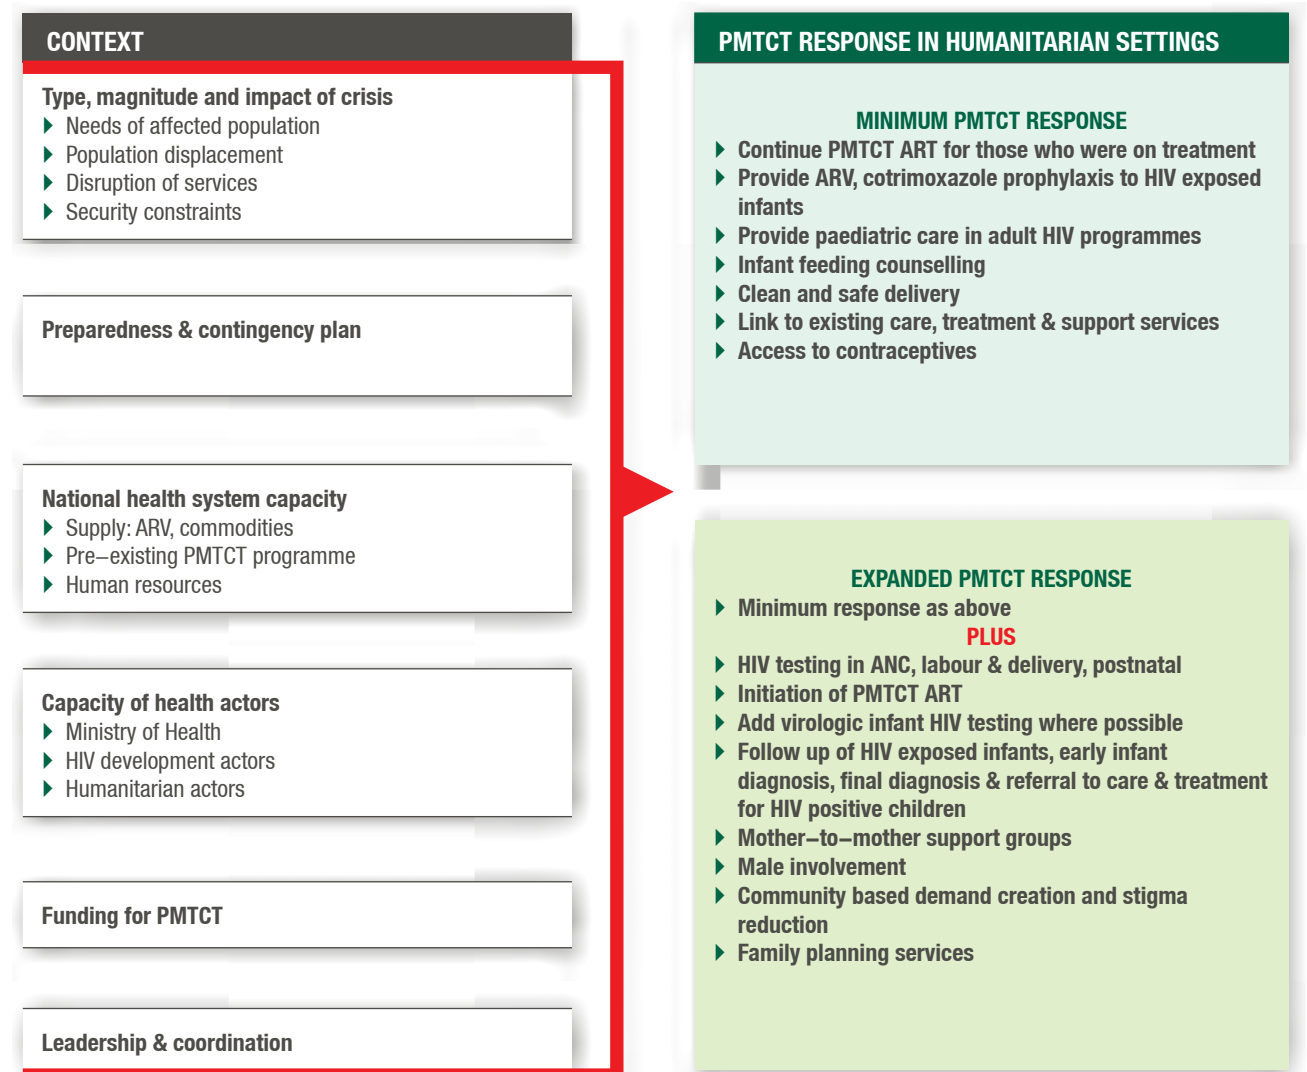 CONTEXT
Type, magnitude and impact of crisis
Needs of affected population
Population displacement
Disruption of services
Security constraints
Preparedness & contingency plan
National health system capacity
Supply: ARV, commodities
Pre–existing PMTCT programme
Human resources
Capacity of health actors
Ministry of Health
HIV development actors
Humanitarian actors
Funding for PMTCT
Leadership & coordination
PMTCT RESPONSE IN HUMANITARIAN SETTINGS
MINIMUM PMTCT RESPONSE
Continue PMTCT ART for those who were on treatment
Provide ARV, cotrimoxazole prophylaxis to HIV exposed
infants
Provide paediatric care in adult HIV programmes
Infant feeding counselling
Clean and safe delivery
Link to existing care, treatment & support services
Access to contraceptives
EXPANDED PMTCT RESPONSE
Minimum response as above
PLUS
HIV testing in ANC, labour & delivery, postnatal
Initiation of PMTCT ART
Add virologic infant HIV testing where possible
Follow up of HIV exposed infants, early infant
diagnosis, final diagnosis & referral to care & treatment
for HIV positive children
Mother–to–mother support groups
Male involvement
Community based demand creation and stigma
reduction
Family planning services